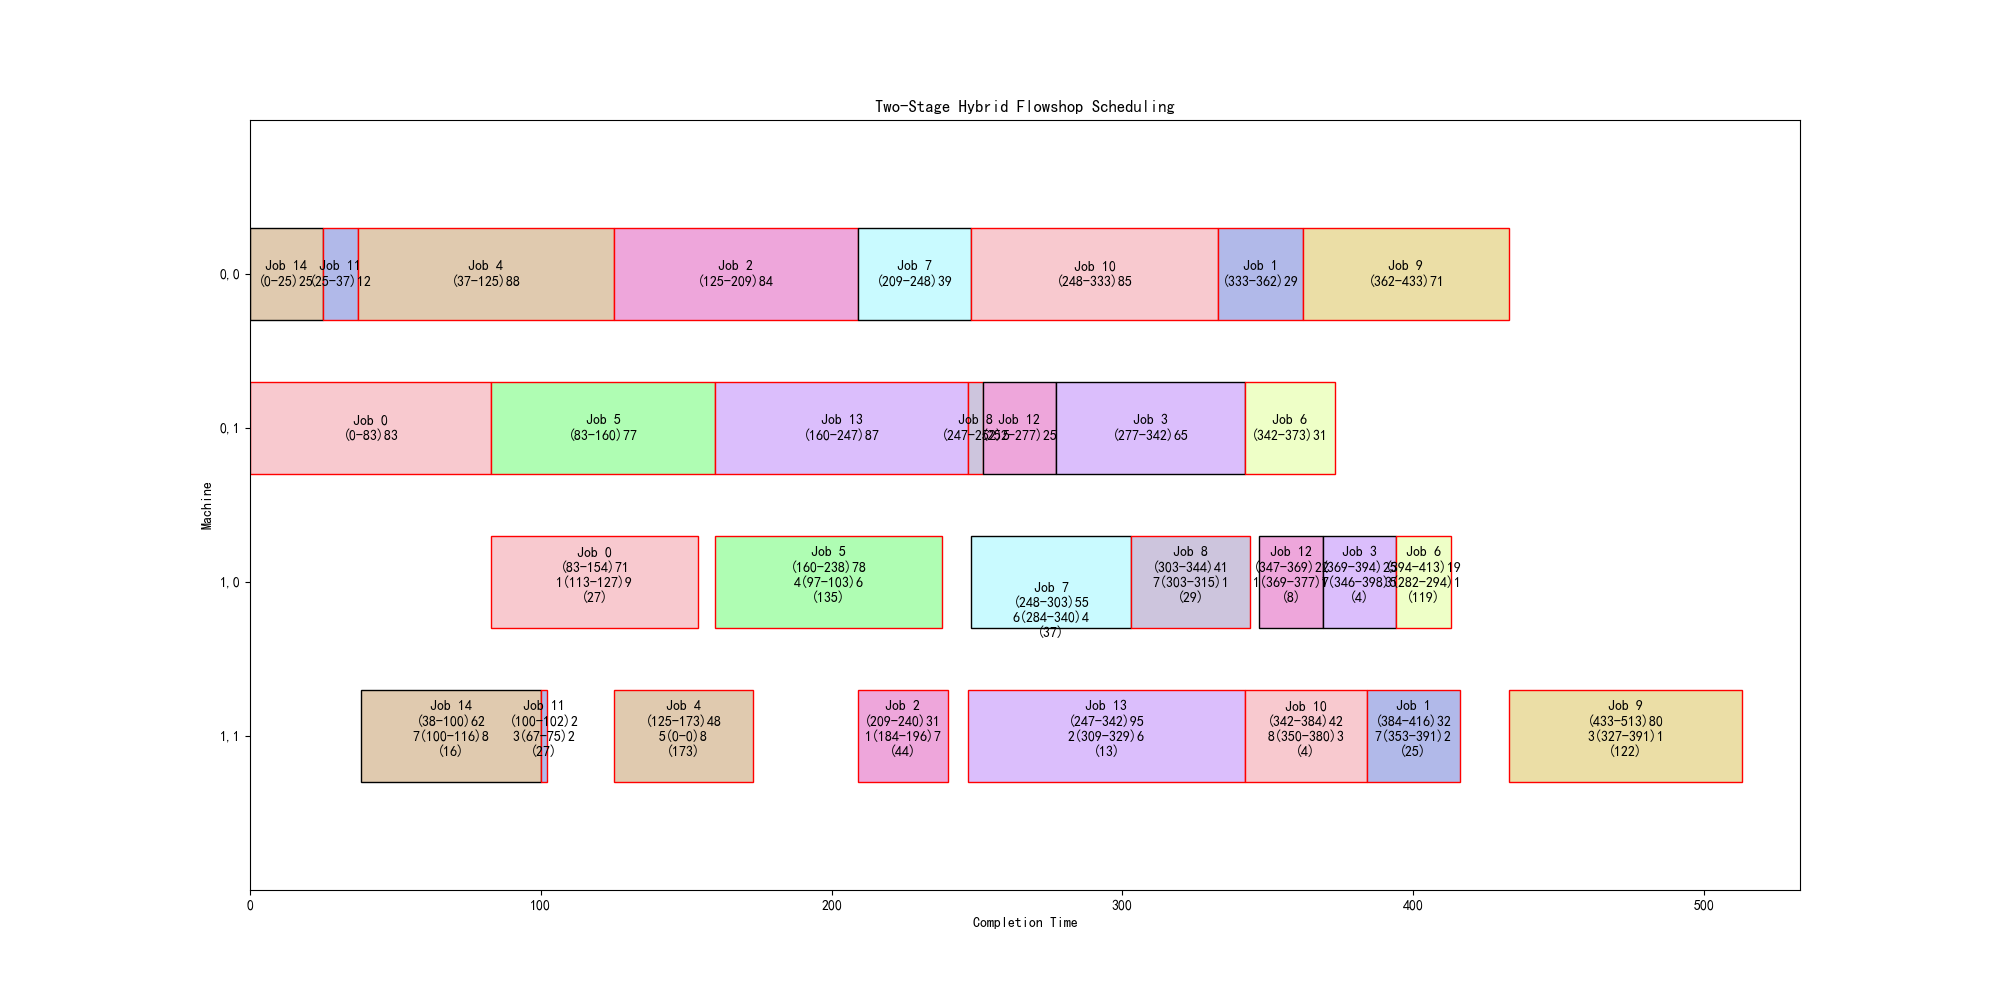 Two-Stage Hybrid Flowshop Scheduling
0,0
Job 14
(0-25)25
Job 11
(25-37)12
Job 4
(37-125)88
Job 2
(125-209)84
Job 7
(209-248)39
Job 10
(248-333)85
Job 1
(333-362)29
Job 9
(362-433)71
0,1
Job 0
(0-83)83
Job 5
(83-160)77
Job 13
(160-247)87
Job 8
(247-252)5
Job 12
(252-277)25
Job 3
(277-342)65
Job 6
(342-373)31
Machine
1,0
Job 0
(83-154)71
1(113-127)9
(27)
Job 5
(160-238)78
4(97-103)6
(135)
Job 7
(248-303)55
6(284-340)4
(37)
Job 8
(303-344)41
7(303-315)1
(29)
Job 12
(347-369)22
(8)
Job 3
(369-394)25
(4)
Job 6
(394-413)19
(119)
1,1
Job 14
(38-100)62
7(100-116)8
(16)
Job 11
(100-102)2
3(67-75)2
(27)
Job 4
(125-173)48
5(0-0)8
(173)
Job 2
(209-240)31
1(184-196)7
(44)
Job 13
(247-342)95
2(309-329)6
(13)
Job 10
(342-384)42
8(350-380)3
(4)
Job 1
(384-416)32
7(353-391)2
(25)
Job 9
(433-513)80
3(327-391)1
(122)
0
100
200
300
400
500
Completion Time